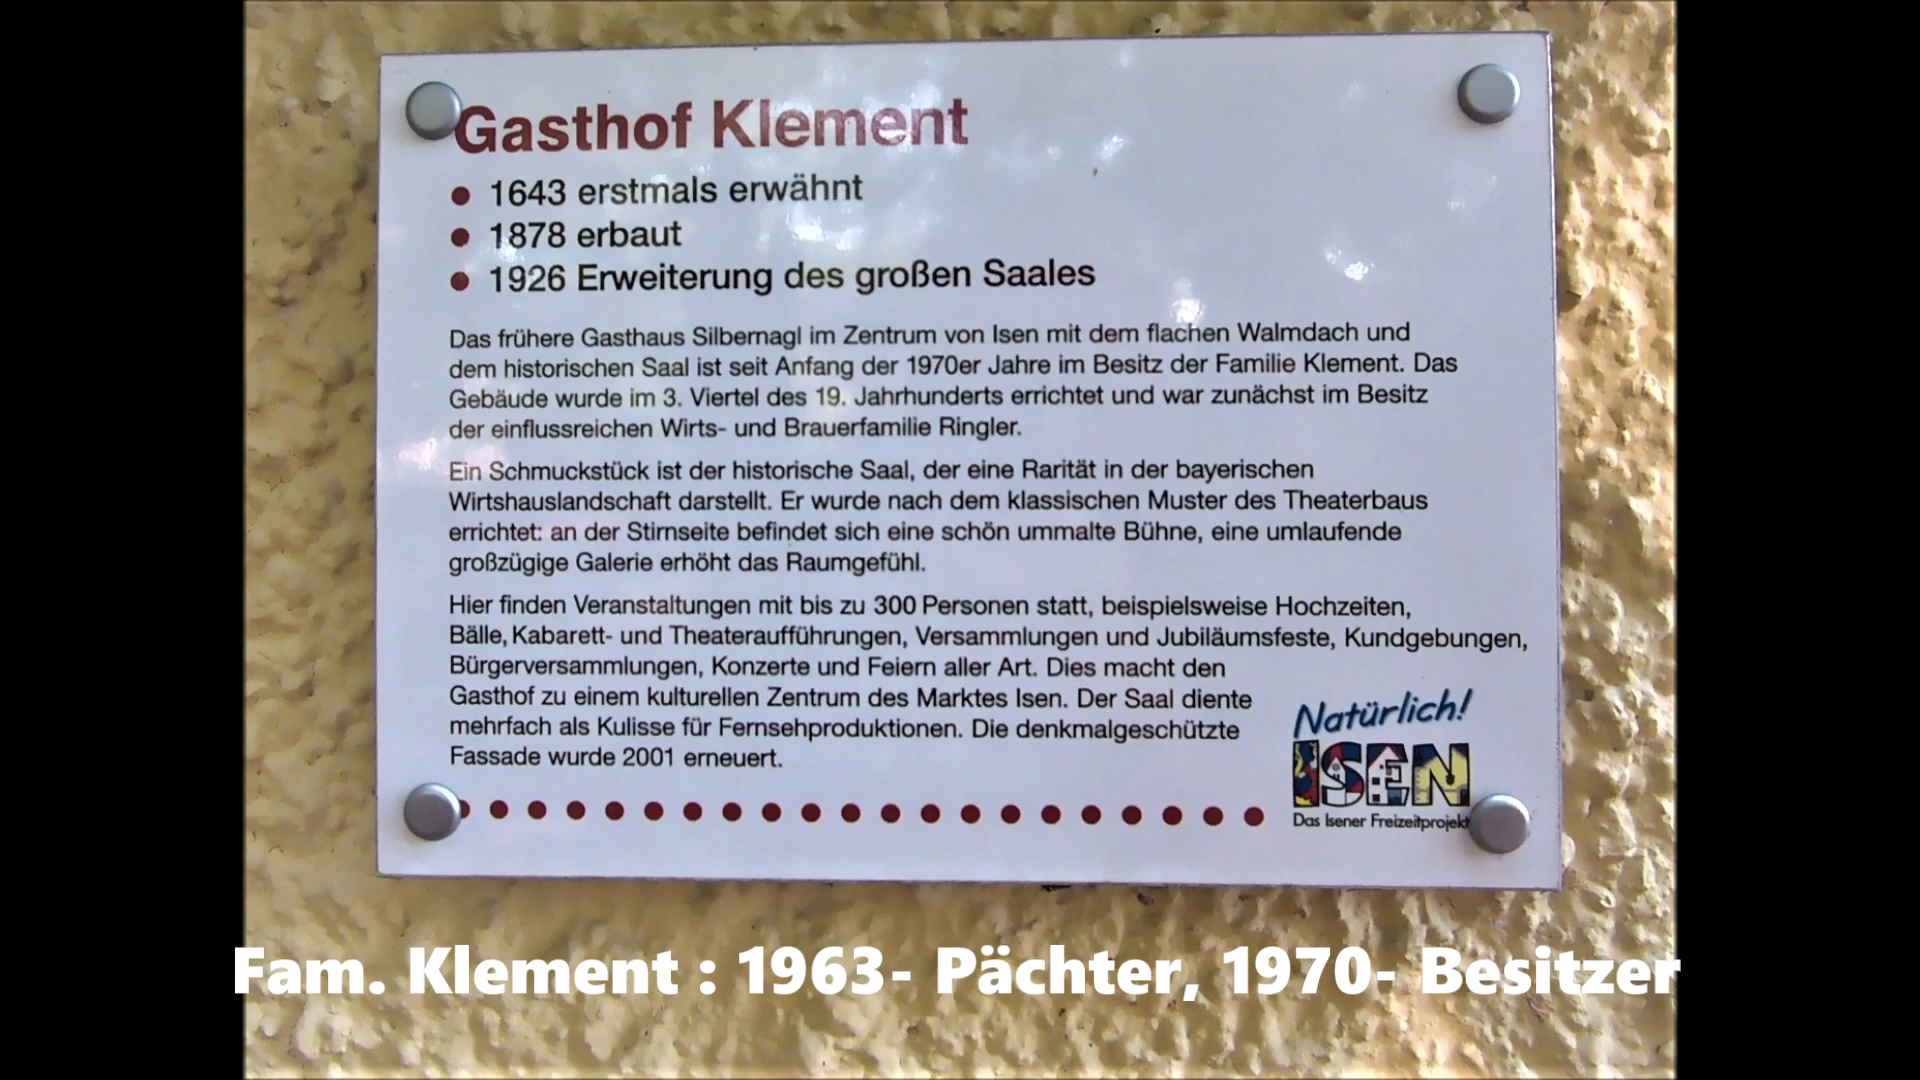 Gasthof Klement
• 1643 erstmals erwähnt
• 1878 erbaut
• 1926 Erweiterung des großen Saales
Das frühere Gasthaus Silbernagl im Zentrum von Isen mit dem flachen Walmdach und
dem historischen Saal ist seit Anfang der 1970er Jahre im Besitz der Familie Klement. Das
Gebäude wurde im 3. Viertel des 19. Jahrhunderts errichtet und war zunächst im Besitz
der einflussreichen Wirts- und Brauerfamilie Ringler.
Ein Schmuckstück ist der historische Saal, der eine Rarität in der bayerischen
Wirtshauslandschaft darstellt. Er wurde nach dem klassischen Muster des Theaterbaus
errichtet: an der Stirnseite befindet sich eine schön ummalte Bühne, eine umlaufende
großzügige Galerie erhöht das Raumgefühl.
Hier finden Veranstaltungen mit bis zu 300 Personen statt, beispielsweise Hochzeiten,
Bälle, Kabarett- und Theateraufführungen, Versammlungen und Jubiläumsfeste, Kundgebungen,
Bürgerversammlungen, Konzerte und Feiern aller Art. Dies macht den
Gasthof zu einem kulturellen Zentrum des Marktes Isen. Der Saal diente
mehrfach als Kulisse für Fernsehproduktionen. Die denkmalgeschützte
Fassade wurde 2001 erneuert.
Natürlich!
ISEN
Das Isener Freizeitprojekt
Fam. Klement : 1963- Pächter, 1970- Besitzer